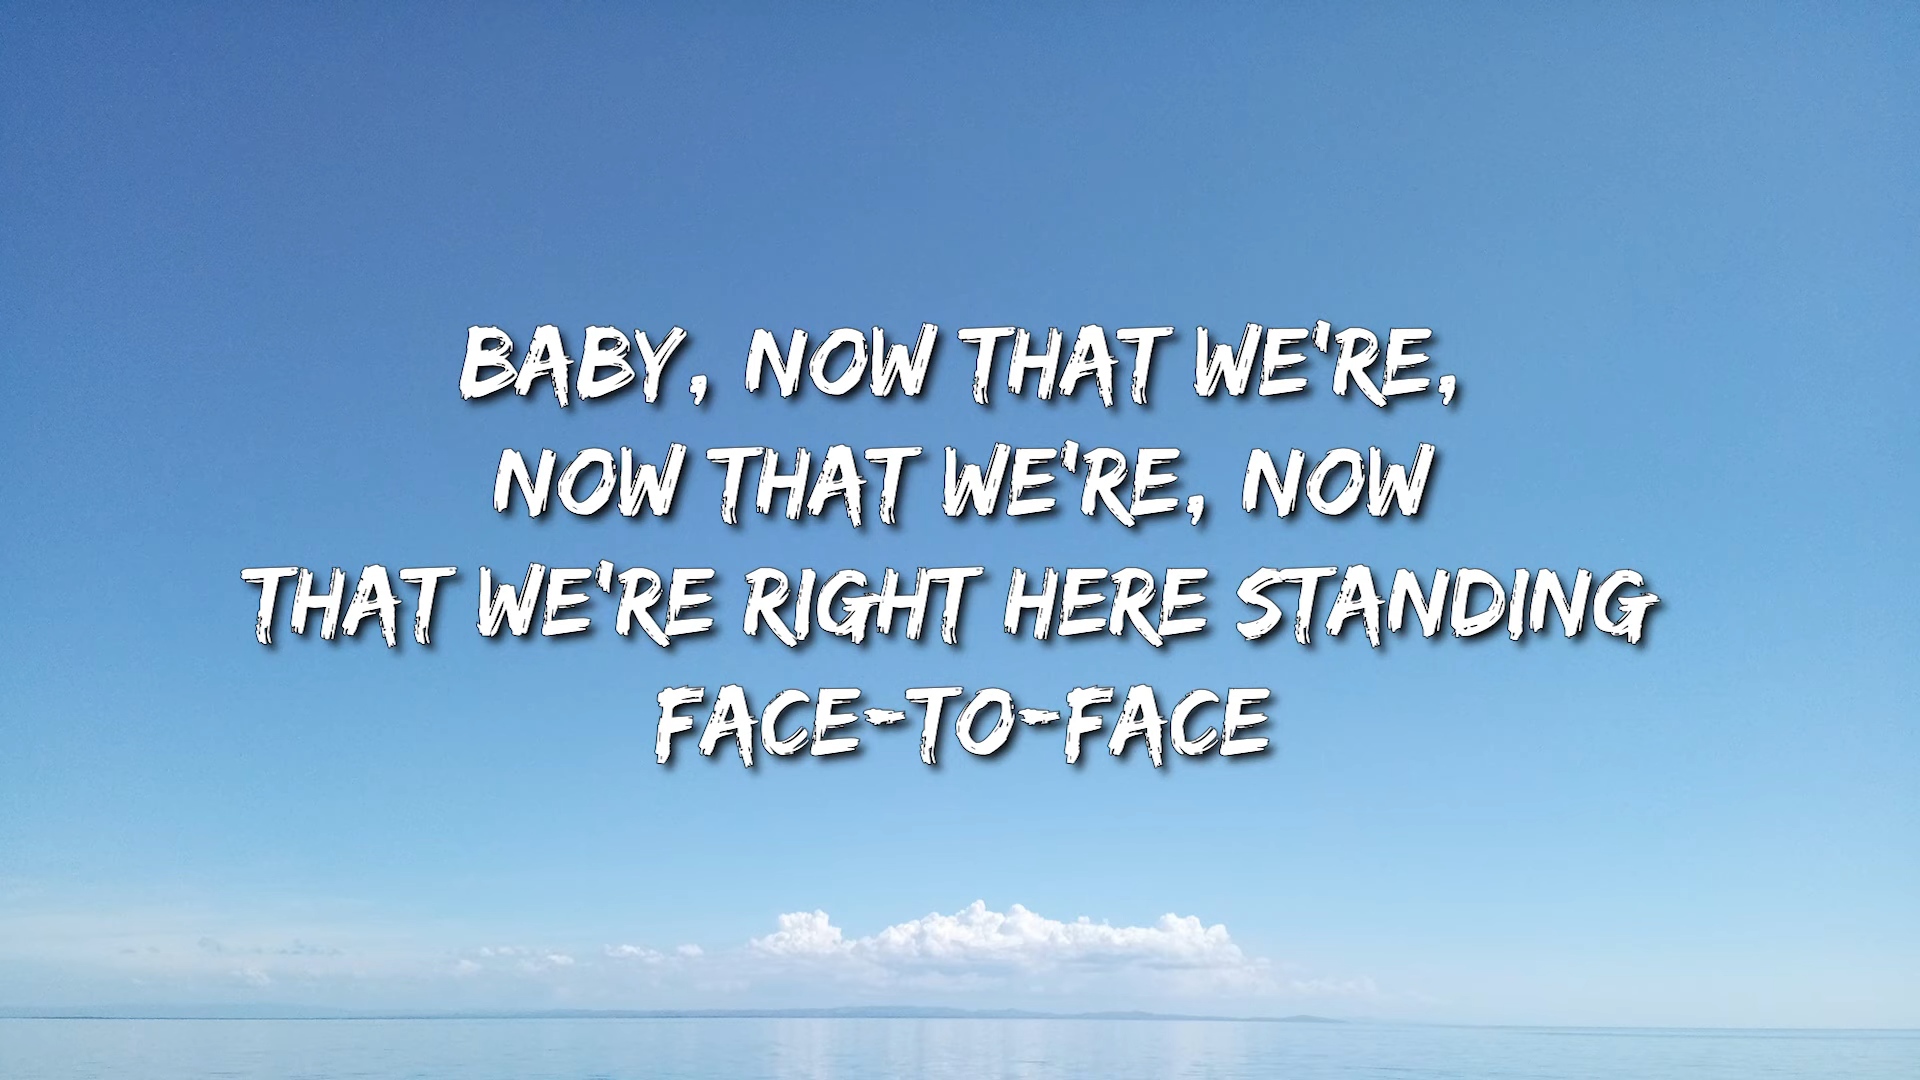 BABY, NOW THAT WE'RE,
NOW THAT WE'RE, NOW
THAT WE'RE RIGHT HERE STANDING
FACE-TO-FACE